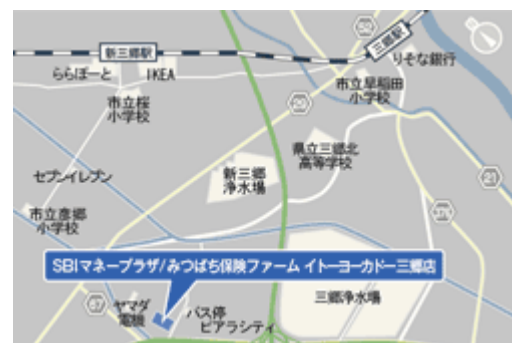 新三郷駅
三郷駅
ららぽーと
IKEA
りそな銀行
市立桜
小学校
市立早稲田
小学校
県立三郷北
高等学校
新三郷
浄水場
セブンイレブン
市立彦郷
小学校
SBIマネープラザ/みつばち保険ファーム イトーヨーカドー三郷店
ヤマダ
電機
バス停
ピアラシティ
三郷浄水場